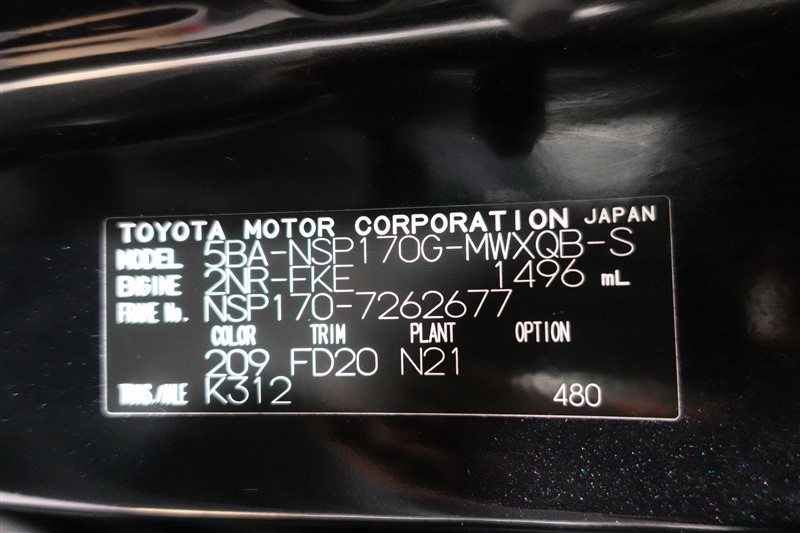 TOYOTA MOTOR CORPORATION JAPAN
MODEL 5BA-NSP170G-MWXQB-S
ENGINE 2NR-FKE 1496 mL
FRAME No. NSP170-7262677
COLOR TRIM PLANT OPTION
209 FD20 N21
TRANS./AXLE K312 480